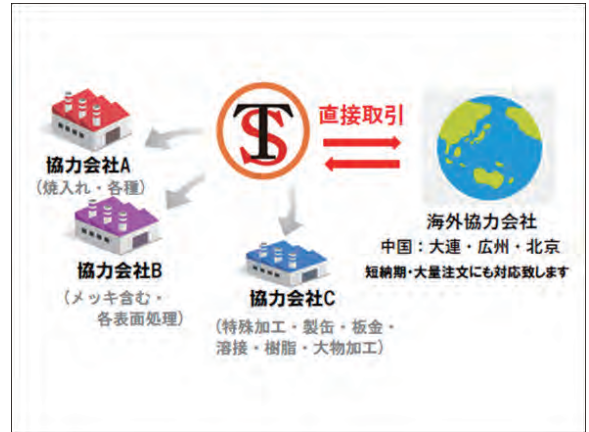 TS
直接取引
協力会社A
(焼入れ・各種)
協力会社B
(メッキ含む・
各表面処理)
協力会社C
(特殊加工・製缶・板金・
溶接・樹脂・大物加工)
海外協力会社
中国：大連・広州・北京
短納期・大量注文にも対応致します